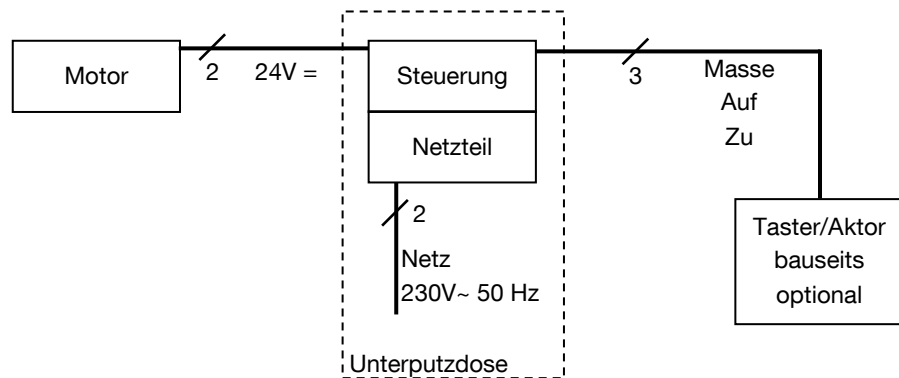 Motor
2
24V =
Steuerung
Netzteil
3
Masse
Auf
Zu
2
Netz
230V~ 50 Hz
Taster/Aktor
bauseits
optional
Unterputzdose